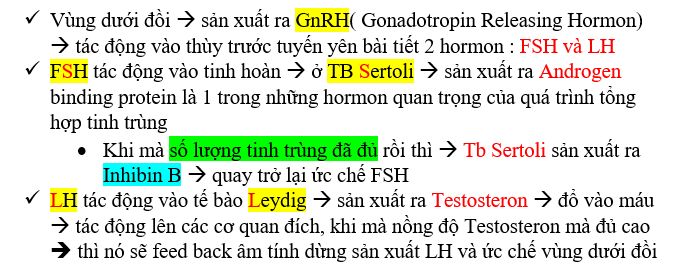 ✓ Vùng dưới đồi → sản xuất ra GnRH( Gonadotropin Releasing Hormon)
→ tác động vào thùy trước tuyến yên bài tiết 2 hormon : FSH và LH
✓ FSH tác động vào tinh hoàn → ở TB Sertoli → sản xuất ra Androgen
binding protein là 1 trong những hormon quan trọng của quá trình tổng
hợp tinh trùng
• Khi mà số lượng tinh trùng đã đủ rồi thì → Tb Sertoli sản xuất ra
Inhibin B → quay trở lại ức chế FSH
✓ LH tác động vào tế bào Leydig → sản xuất ra Testosteron → đổ vào máu
→ tác động lên các cơ quan đích, khi mà nồng độ Testosteron mà đủ cao
➔ thì nó sẽ feed back âm tính dừng sản xuất LH và ức chế vùng dưới đồi